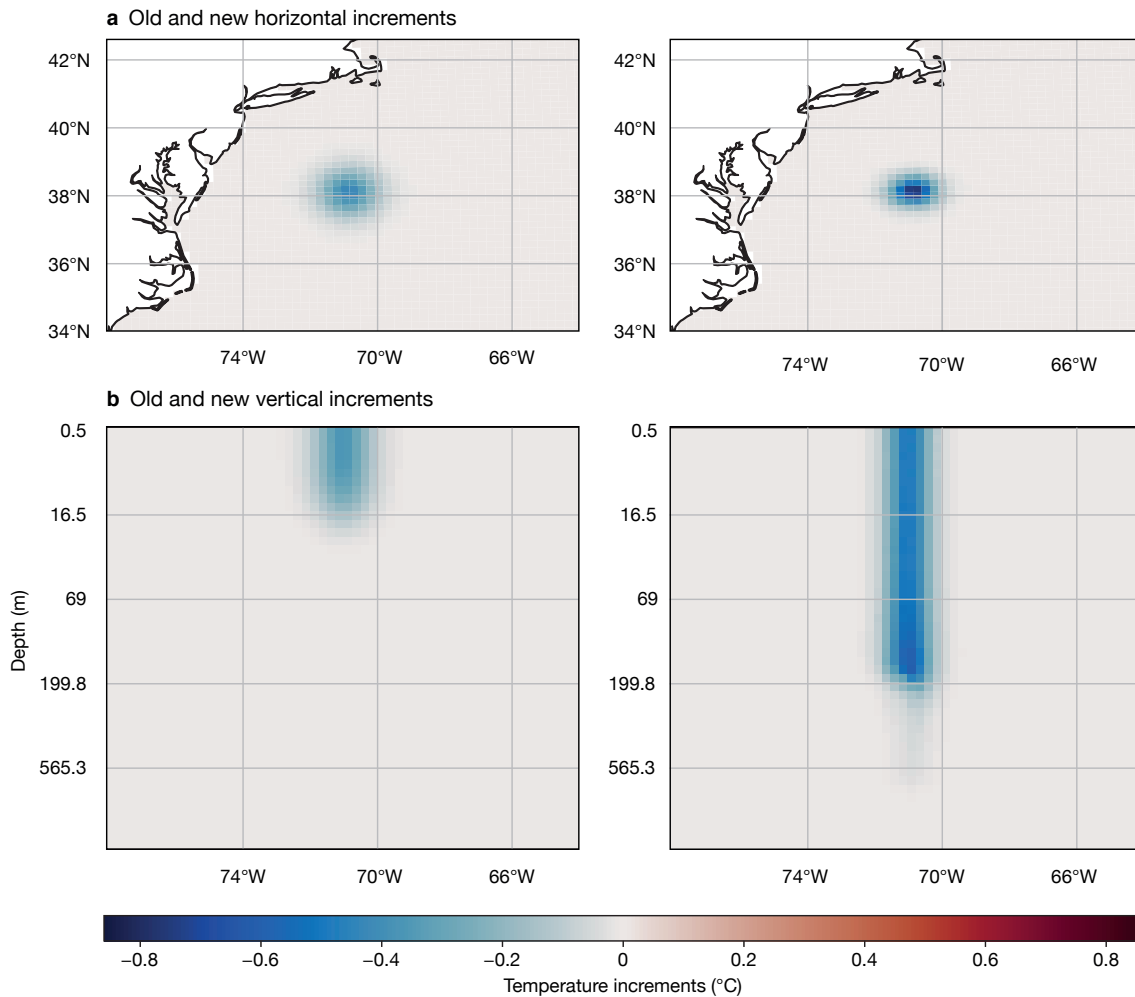 a Old and new horizontal increments
42°N
40°N
38°N
36°N
34°N
74°W 70°W 66°W
42°N
40°N
38°N
36°N
34°N
74°W 70°W 66°W
b Old and new vertical increments
Depth (m)
0.5
16.5
69
199.8
565.3
74°W 70°W 66°W
0.5
16.5
69
199.8
565.3
74°W 70°W 66°W
−0.8 −0.6 −0.4 −0.2 0 0.2 0.4 0.6 0.8
Temperature increments (°C)